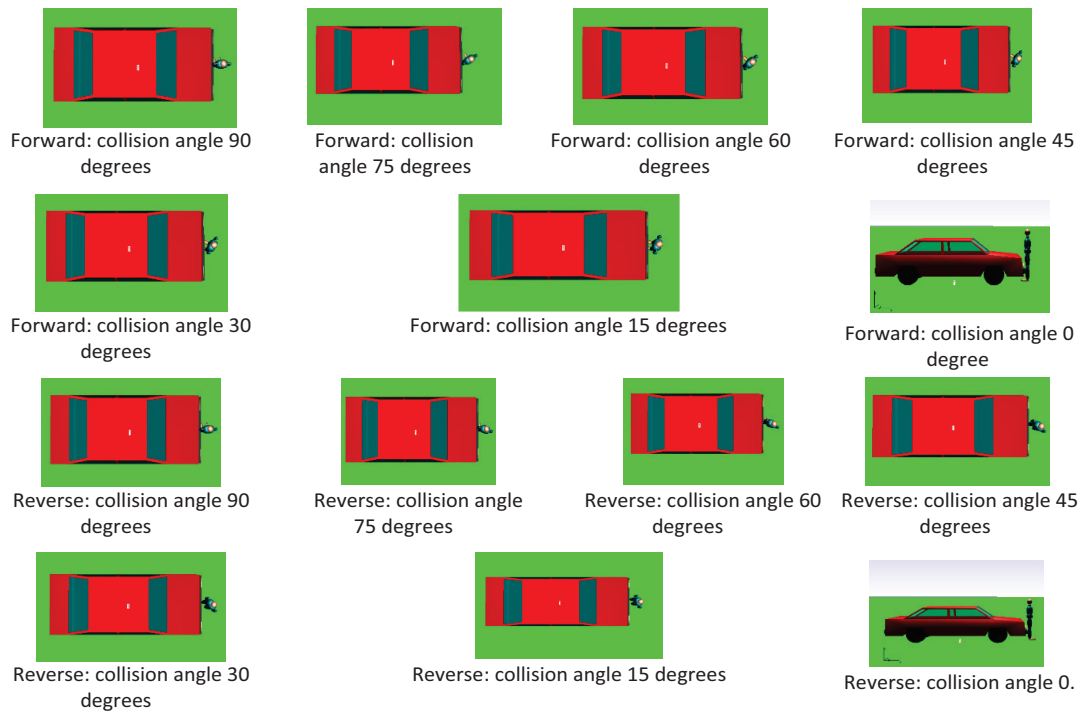 Forward: collision angle 90
degrees
Forward: collision
angle 75 degrees
Forward: collision angle 60
degrees
Forward: collision angle 45
degrees
Forward: collision angle 30
degrees
Forward: collision angle 15 degrees
Forward: collision angle 0
degree
Reverse: collision angle 90
degrees
Reverse: collision angle
75 degrees
Reverse: collision angle 60
degrees
Reverse: collision angle 45
degrees
Reverse: collision angle 30
degrees
Reverse: collision angle 15 degrees
Reverse: collision angle 0.